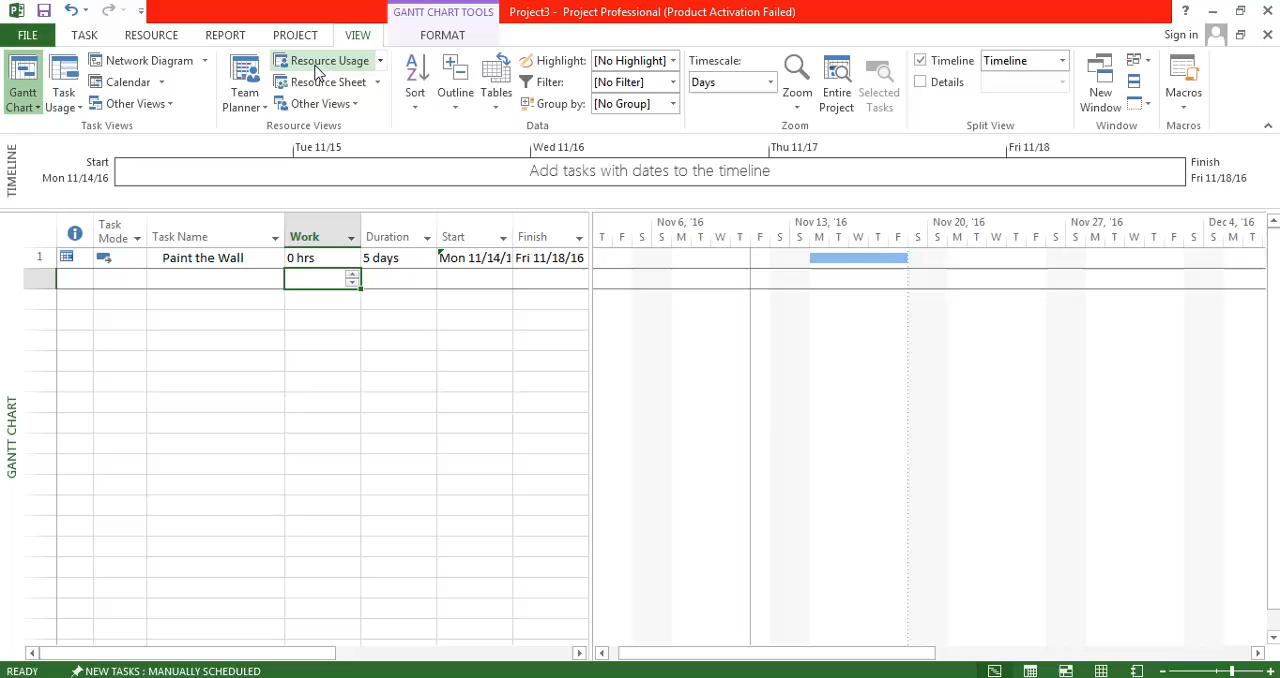 GANTT CHART TOOLS
Project3 - Project Professional (Product Activation Failed)
?
FILE
TASK
RESOURCE
REPORT
PROJECT
VIEW
FORMAT
Sign in
Gantt
Chart
Task
Usage
Network Diagram
Calendar
Other Views
Task Views
Team
Planner
Resource Usage
Resource Sheet
Other Views
Resource Views
Sort
Outline
Tables
Highlight:
[No Highlight]
Filter:
[No Filter]
Group by:
[No Group]
Data
Timescale:
Days
Zoom
Entire
Project
Selected
Tasks
Zoom
Timeline
Timeline
Details
Split View
New
Window
Window
Macros
Macros
TIMELINE
Tue 11/15
Wed 11/16
Thu 11/17
Fri 11/18
Start
Mon 11/14/16
Add tasks with dates to the timeline
Finish
Fri 11/18/16
Task
Mode
Task Name
Work
Duration
Start
Finish
Nov 6, '16
Nov 13, '16
Nov 20, '16
Nov 27, '16
Dec 4, '16
T F S S M T W T F S S M T W T F S S M T W T F S S M T W T F S S M T
1
Paint the Wall
0 hrs
5 days
Mon 11/14/1
Fri 11/18/16
GANTT CHART
READY
NEW TASKS : MANUALLY SCHEDULED